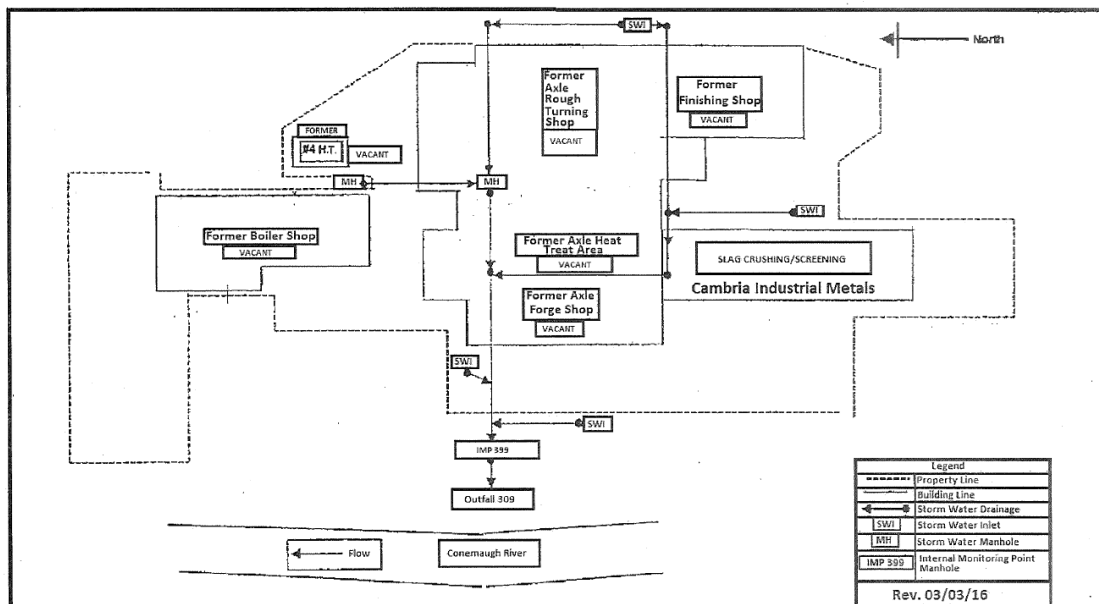 SWI
North
Former
Axle
Rough
Turning
Shop
VACANT
Former
Finishing Shop
VACANT
FORMER
#4 H.T.
VACANT
MH
MH
SWI
Former Boiler Shop
VACANT
Former Axle Heat
Treat Area
VACANT
SLAG CRUSHING/SCREENING
Cambria Industrial Metals
Former Axle
Forge Shop
VACANT
SWI
SWI
IMP 399
Outfall 309
Flow
Conemaugh River
Legend
Property Line
Building Line
Storm Water Drainage
SWI Storm Water Inlet
MH Storm Water Manhole
IMP 399 Internal Monitoring Point
Manhole
Rev. 03/03/16